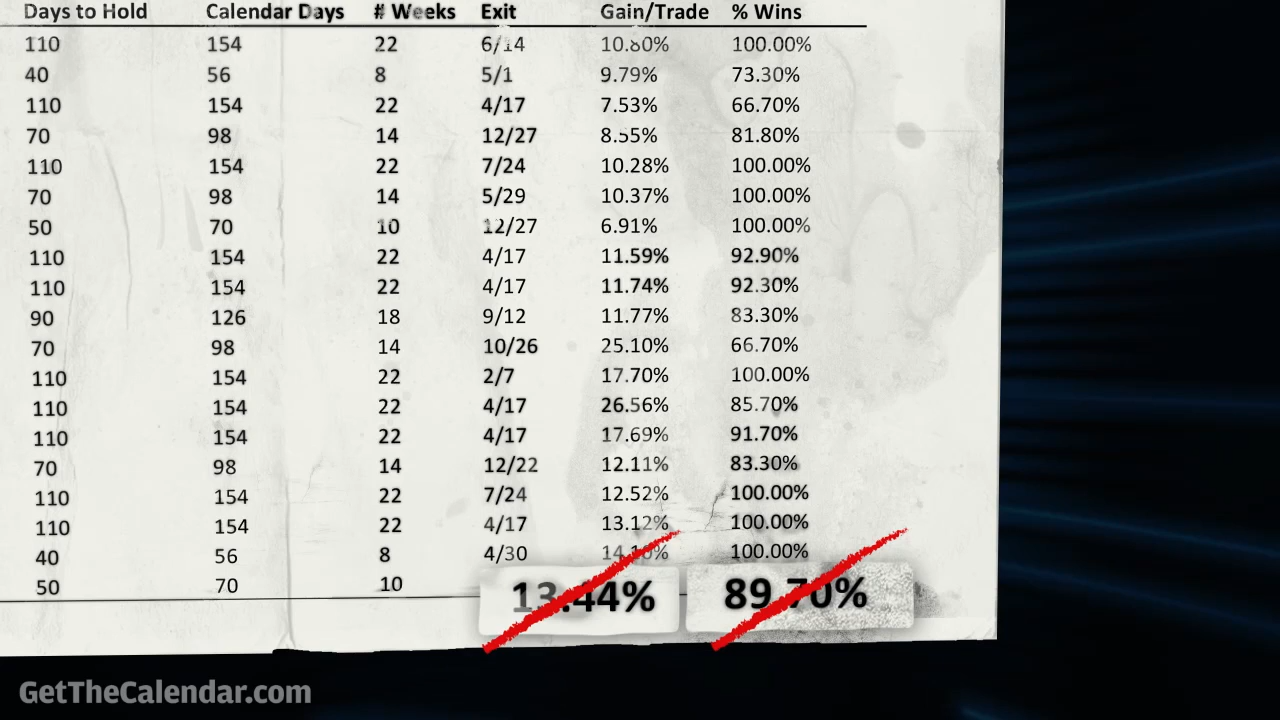 Days to Hold Calendar Days # Weeks Exit Gain/Trade % Wins
110 154 22 6/14 10.80% 100.00%
40 56 8 5/1 9.79% 73.30%
110 154 22 4/17 7.53% 66.70%
70 98 14 12/27 8.55% 81.80%
110 154 22 7/24 10.28% 100.00%
70 98 14 5/29 10.37% 100.00%
50 70 10 12/27 6.91% 100.00%
110 154 22 4/17 11.59% 92.90%
110 154 22 4/17 11.74% 92.30%
90 126 18 9/12 11.77% 83.30%
70 98 14 10/26 25.10% 66.70%
110 154 22 2/7 17.70% 100.00%
110 154 22 4/17 26.56% 85.70%
110 154 22 4/17 17.69% 91.70%
70 98 14 12/22 12.11% 83.30%
110 154 22 7/24 12.52% 100.00%
110 154 22 4/17 13.12% 100.00%
40 56 8 4/30 100.00%
50 70 10 13.44% 89.70%
GetTheCalendar.com